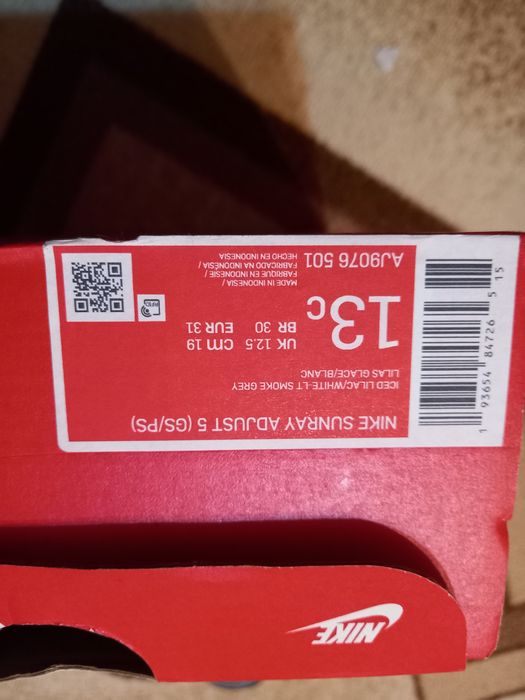 NIKE SUNRAY ADJUST 5 (GS/PS)
ICED LILAC/WHITE-LT SMOKE GREY
LILAS GLACE/BLANC
13C
UK 12.5 CM 19
BR 30 EUR 31
MADE IN INDONESIA /
FABRIQUE EN INDONESIE /
FABRICADO NA INDONESIA /
HECHO EN INDONESIA
AJ9076 501
RFID
1 93654 84726 5 15
NIKE